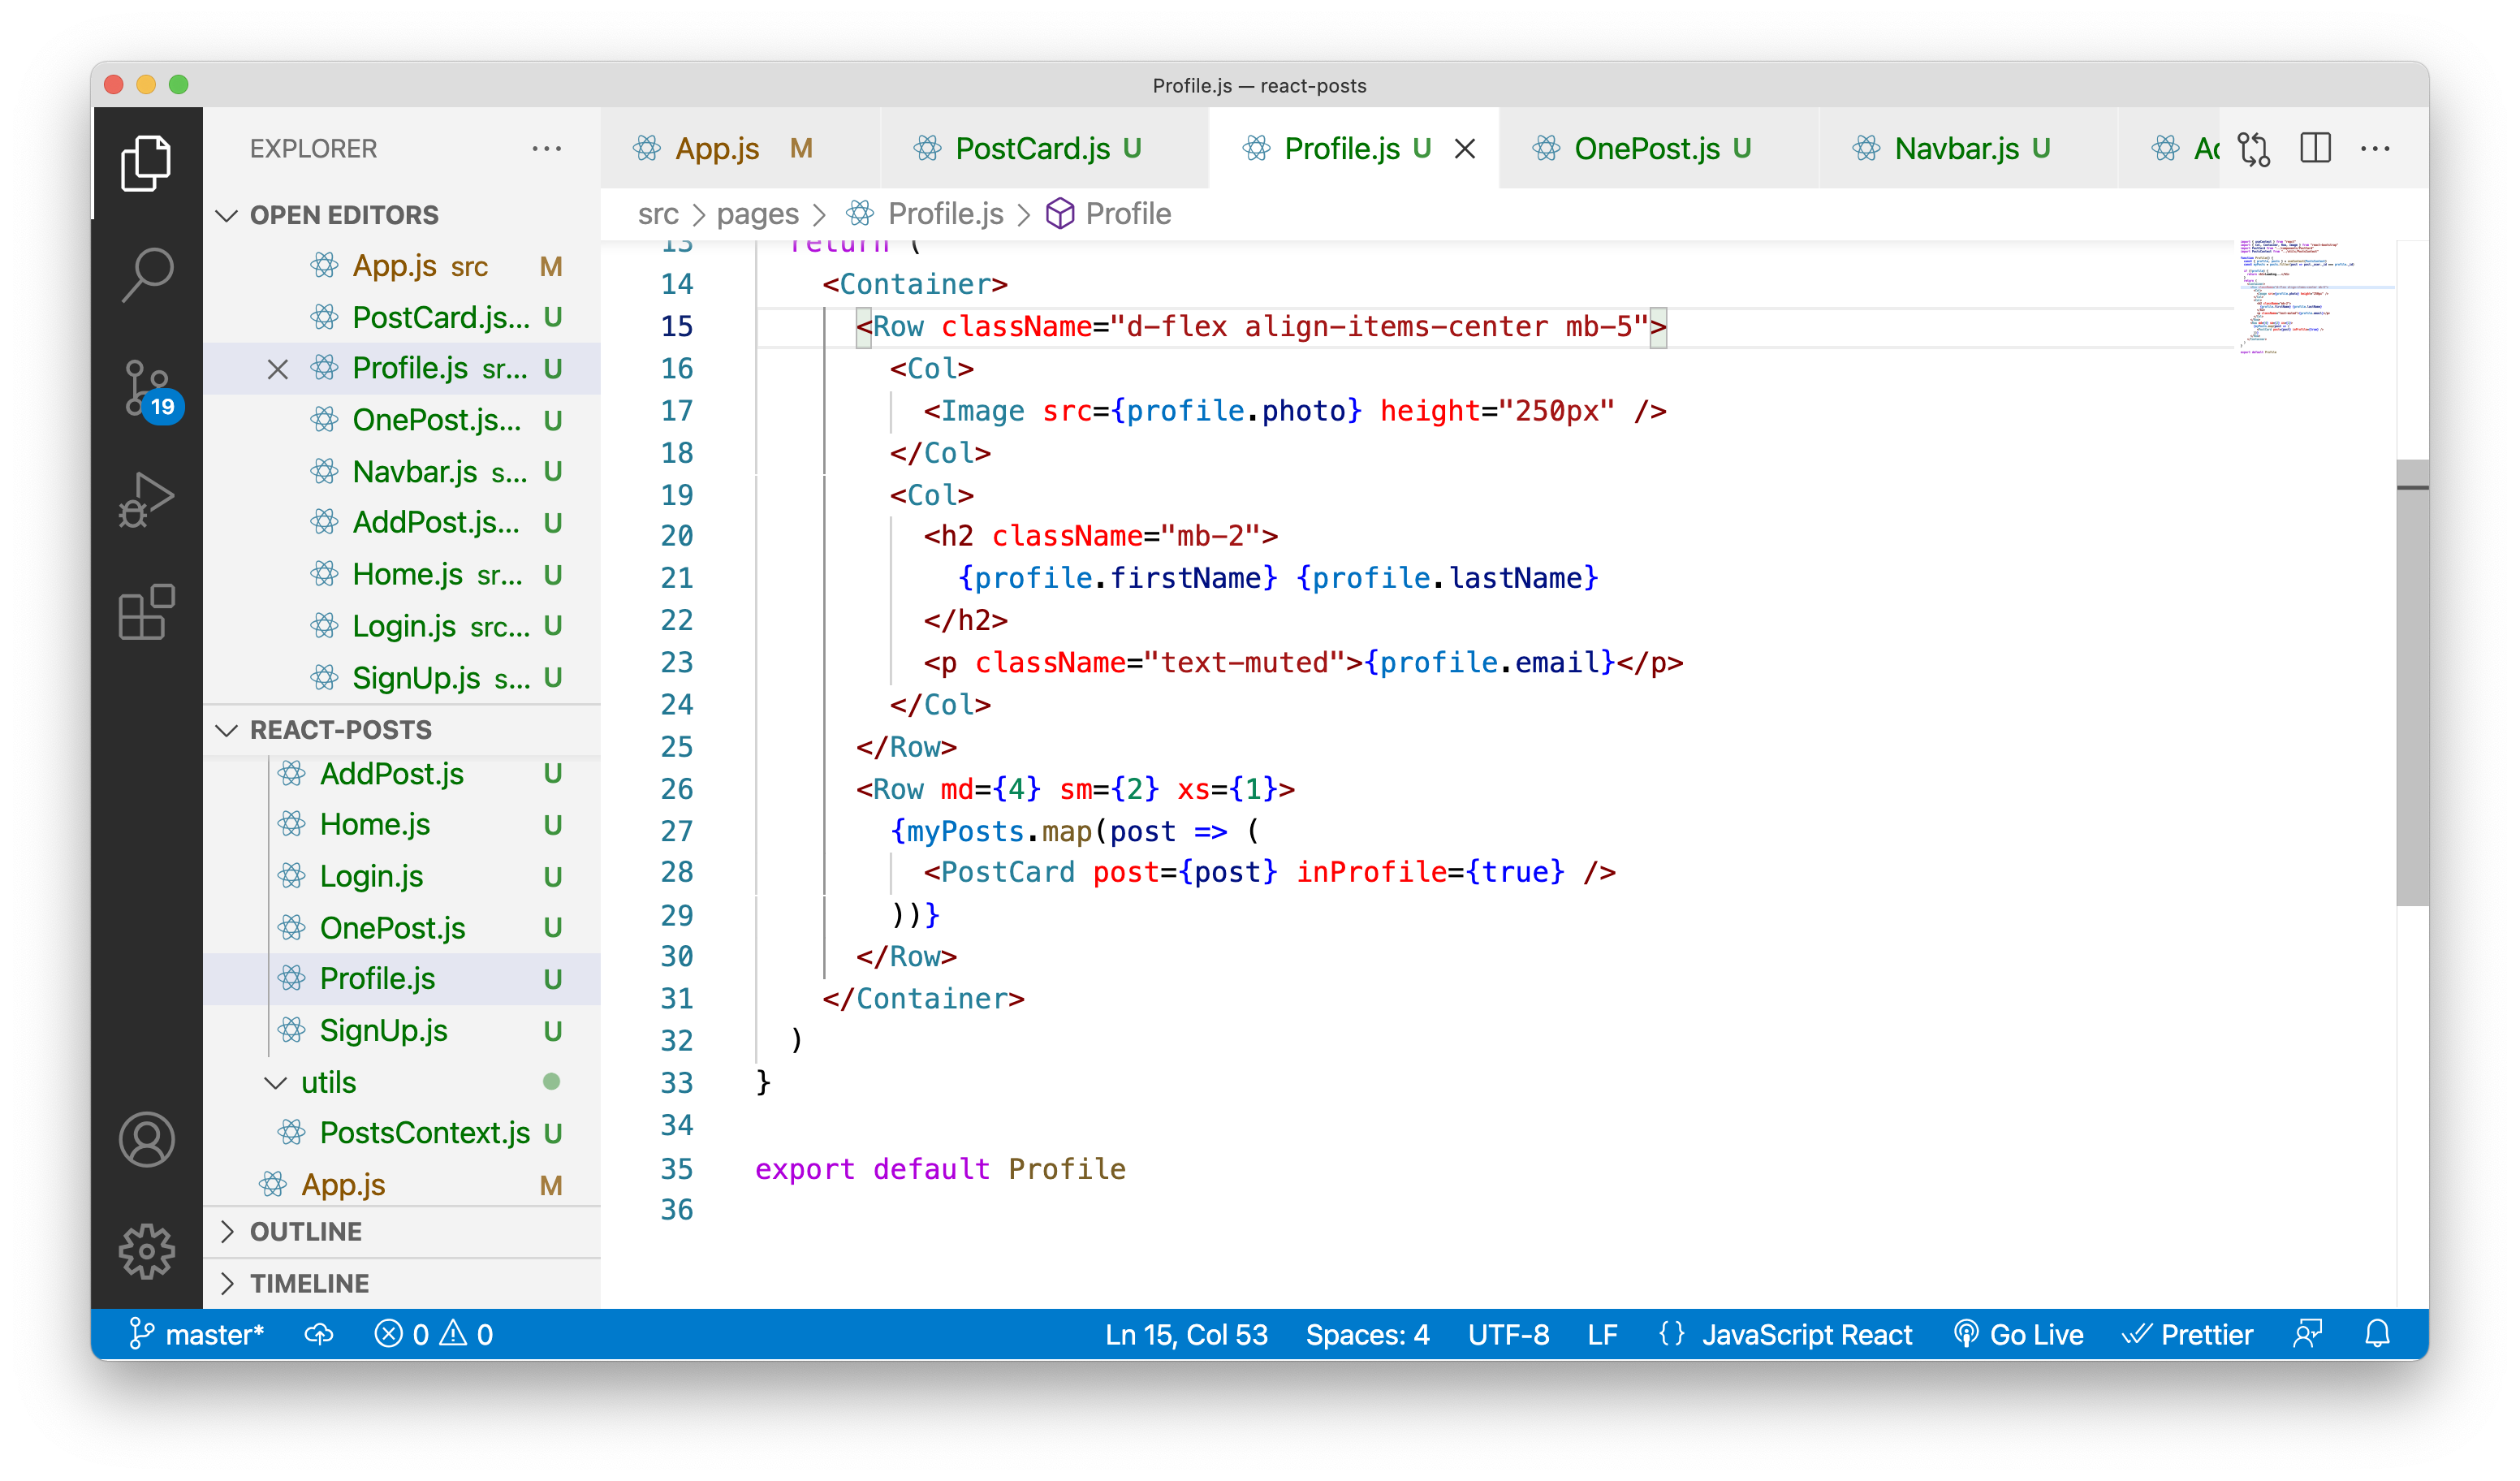 Profile.js — react-posts
EXPLORER
App.js M
PostCard.js U
Profile.js U
OnePost.js U
Navbar.js U
OPEN EDITORS
App.js src M
PostCard.js... U
Profile.js sr... U
OnePost.js... U
Navbar.js s... U
AddPost.js... U
Home.js sr... U
Login.js src... U
SignUp.js s... U
19
REACT-POSTS
AddPost.js U
Home.js U
Login.js U
OnePost.js U
Profile.js U
SignUp.js U
utils
PostsContext.js U
App.js M
OUTLINE
TIMELINE
src > pages > Profile.js > Profile
13 return (
14 <Container>
15 <Row className="d-flex align-items-center mb-5">
16 <Col>
17 <Image src={profile.photo} height="250px" />
18 </Col>
19 <Col>
20 <h2 className="mb-2">
21 {profile.firstName} {profile.lastName}
22 </h2>
23 <p className="text-muted">{profile.email}</p>
24 </Col>
25 </Row>
26 <Row md={4} sm={2} xs={1}>
27 {myPosts.map(post => (
28 <PostCard post={post} inProfile={true} />
29 ))}
30 </Row>
31 </Container>
32 )
33 }
34
35 export default Profile
36
master* 0 0 Ln 15, Col 53 Spaces: 4 UTF-8 LF {} JavaScript React Go Live Prettier